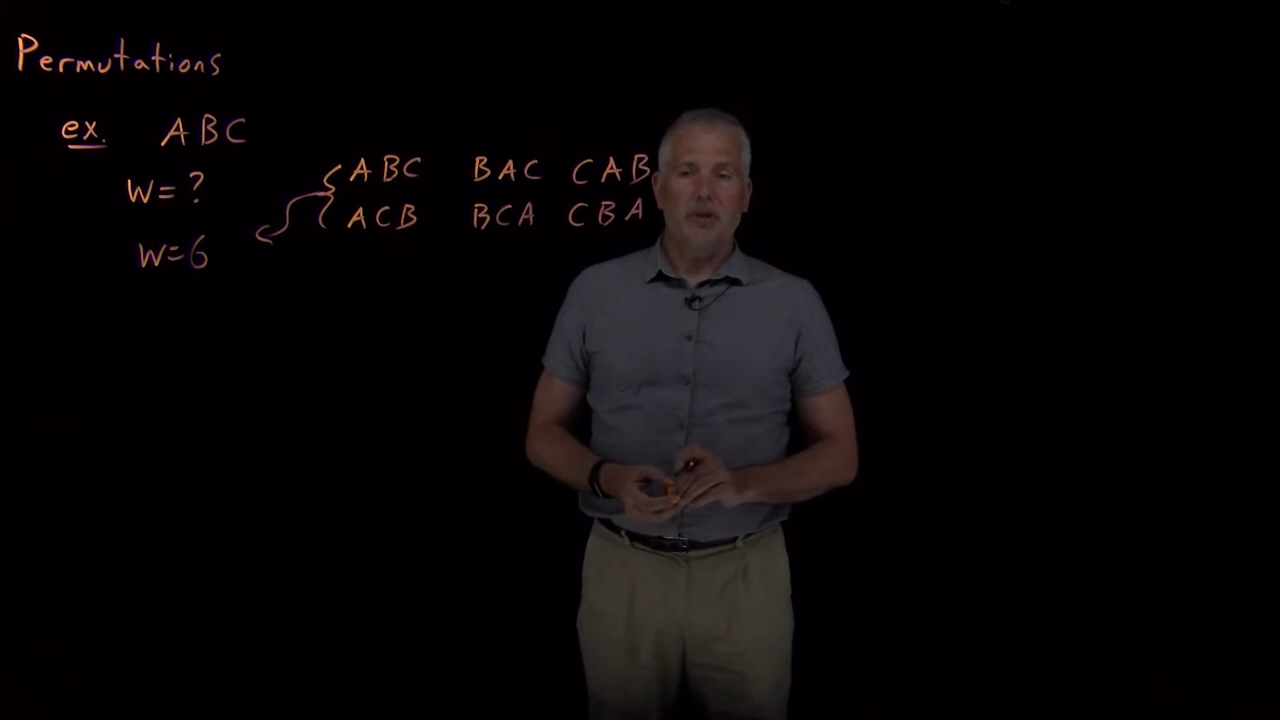 Permutations
ex. ABC
W=?
ABC BAC CAB
ACB BCA CBA
W=6